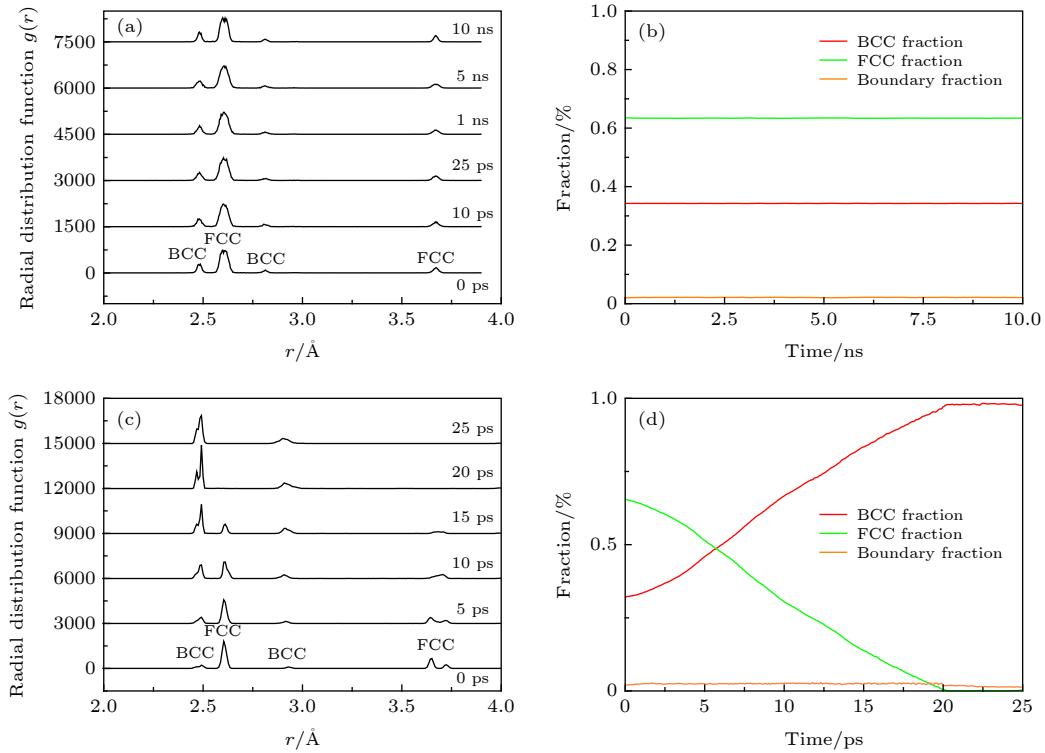 (a)
Radial distribution function g(r)
7500
6000
4500
3000
1500
0
10 ns
5 ns
1 ns
25 ps
10 ps
0 ps
BCC
FCC
BCC
FCC
2.0
2.5
3.0
3.5
4.0
r/Å
(b)
Fraction/%
1.0
0.8
0.6
0.4
0.2
0
BCC fraction
FCC fraction
Boundary fraction
0
2.5
5.0
7.5
10.0
Time/ns
(c)
Radial distribution function g(r)
18000
15000
12000
9000
6000
3000
0
25 ps
20 ps
15 ps
10 ps
5 ps
0 ps
BCC
FCC
BCC
FCC
2.0
2.5
3.0
3.5
4.0
r/Å
(d)
Fraction/%
1.0
0.5
0
BCC fraction
FCC fraction
Boundary fraction
0
5
10
15
20
25
Time/ps